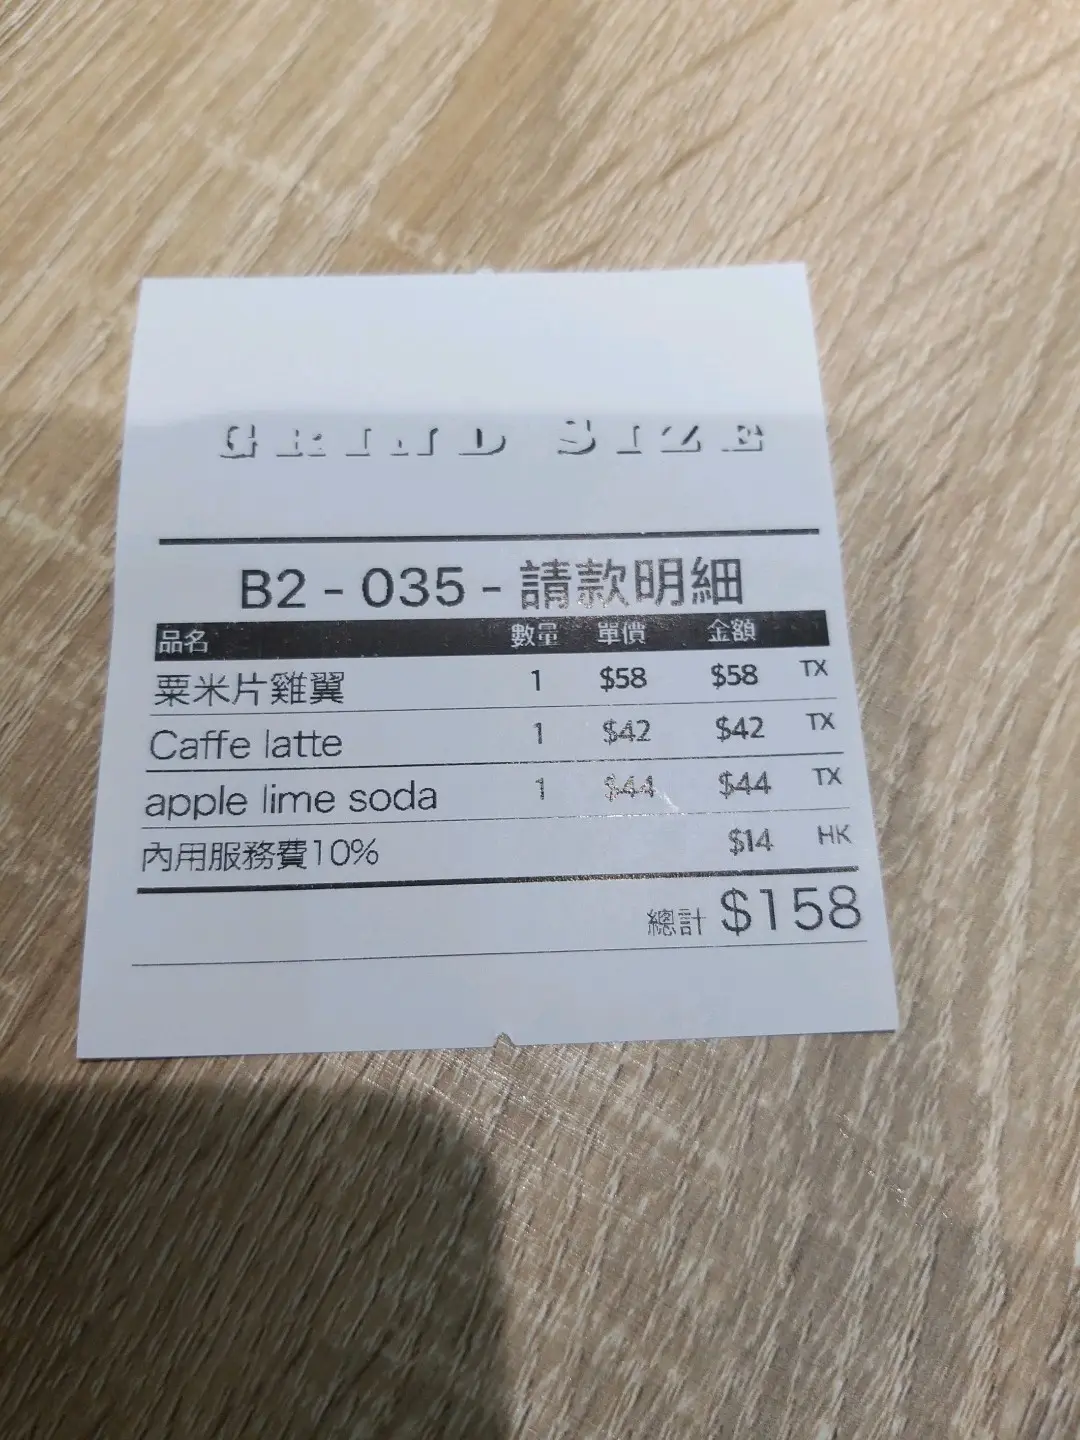 GRIND SIZE
B2 - 035 - 請款明細
品名 數量 單價 金額
粟米片雞翼 1 $58 $58 TX
Caffe latte 1 $42 $42 TX
apple lime soda 1 $44 $44 TX
內用服務費10% $14 HK
總計 $158